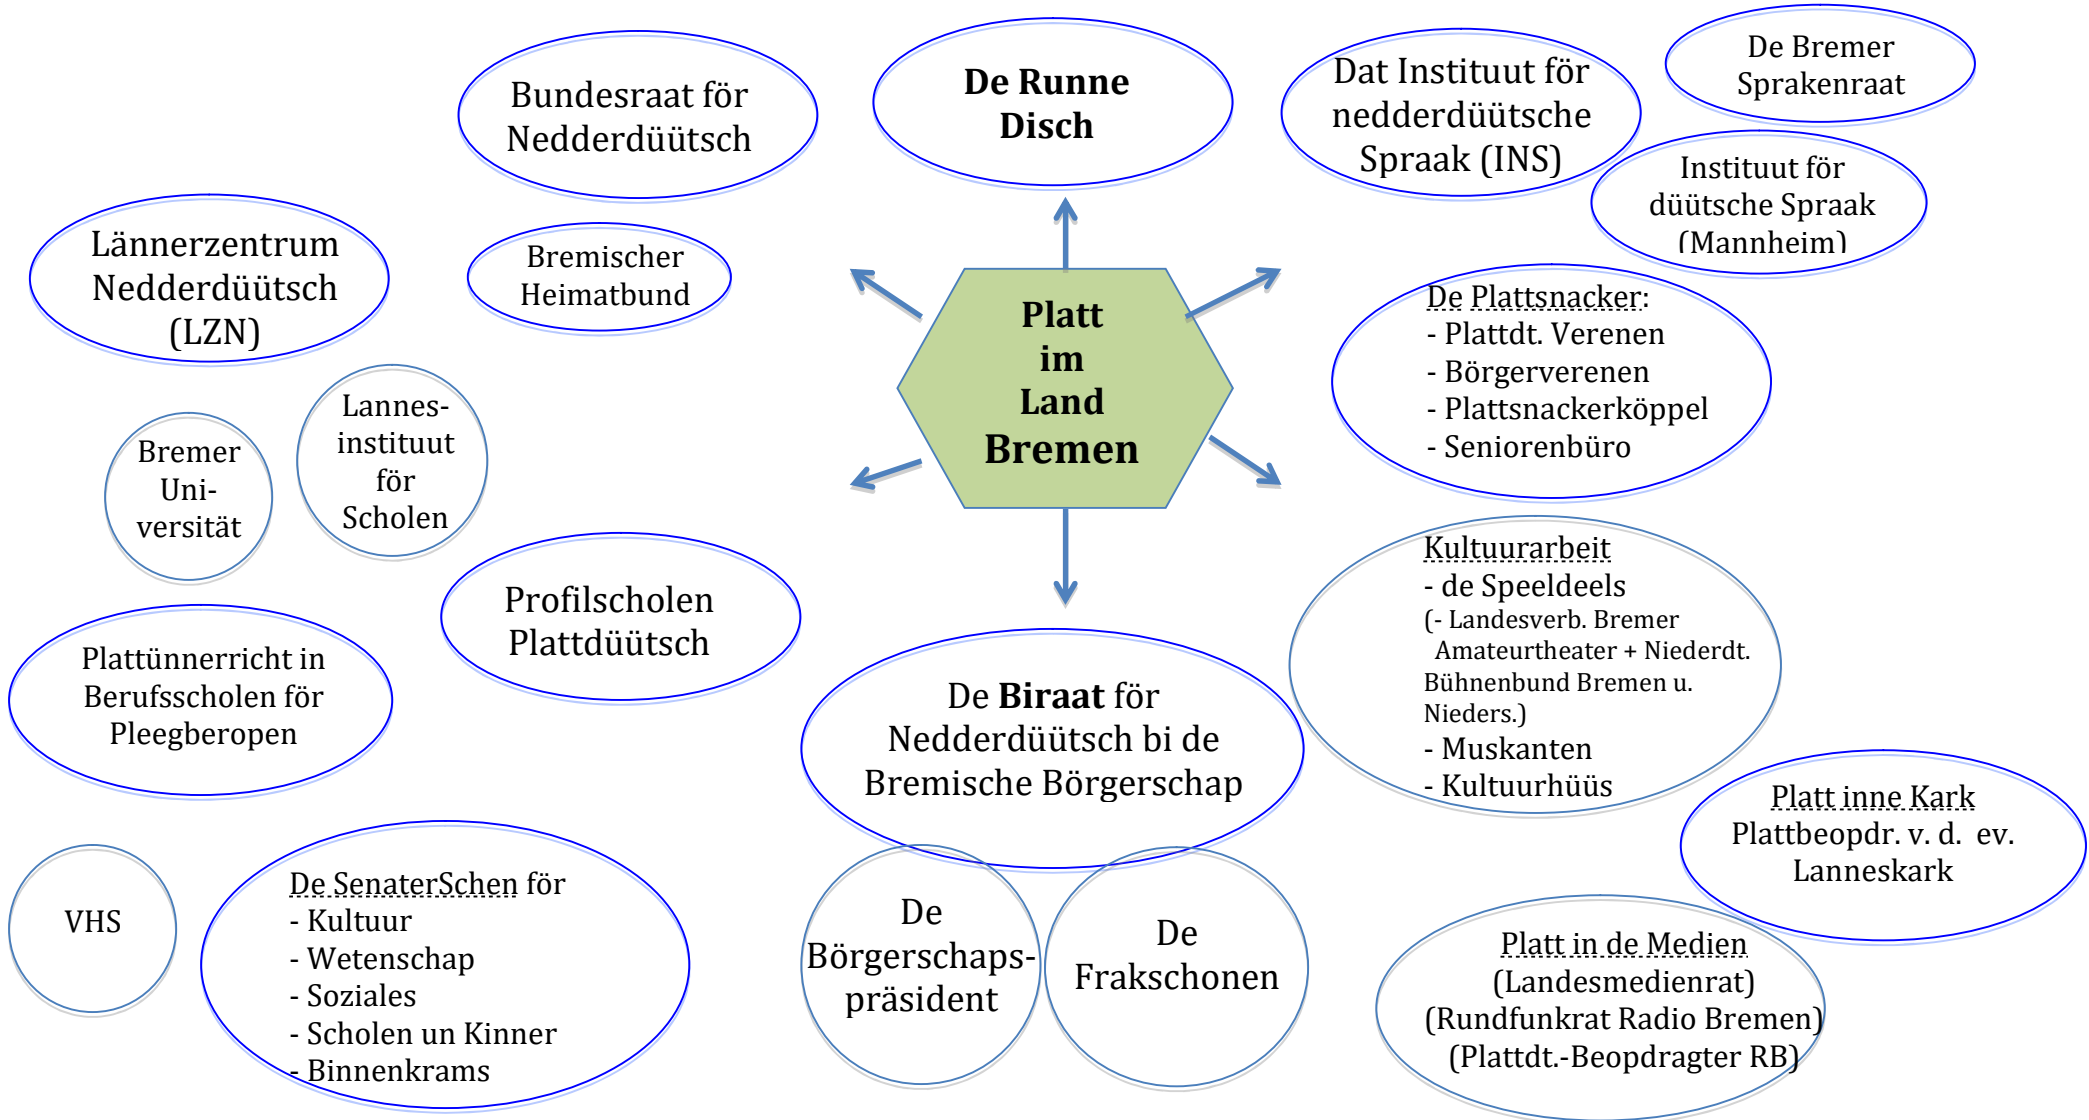 Bundesraat för
Nedderdüütsch
De Runne
Disch
Dat Instituut för
nedderdüütsche
Spraak (INS)
De Bremer
Sprakenraat
Instituut för
düütsche Spraak
(Mannheim)
Lännerzentrum
Nedderdüütsch
(LZN)
Bremischer
Heimatbund
Platt
im
Land
Bremen
De Plattsnacker:
- Plattdt. Verenen
- Börgerverenen
- Plattsnackerköppel
- Seniorenbüro
Bremer
Uni-
versität
Lannes-
instituut
för
Scholen
Profilscholen
Plattdüütsch
Plattünnerricht in
Berufsscholen för
Pleegberopen
De Biraat för
Nedderdüütsch bi de
Bremische Börgerschap
Kultuurarbeit
- de Speeldeels
(- Landesverb. Bremer
Amateurtheater + Niederdt.
Bühnenbund Bremen u.
Nieders.)
- Muskanten
- Kultuurhüüs
Platt inne Kark
Plattbeopdr. v. d. ev.
Lanneskark
VHS
De SenaterSchen för
- Kultuur
- Wetenschap
- Soziales
- Scholen un Kinner
- Binnenkrams
De
Börgerschaps-
präsident
De
Frakschonen
Platt in de Medien
(Landesmedienrat)
(Rundfunkrat Radio Bremen)
(Plattdt.-Beopdragter RB)